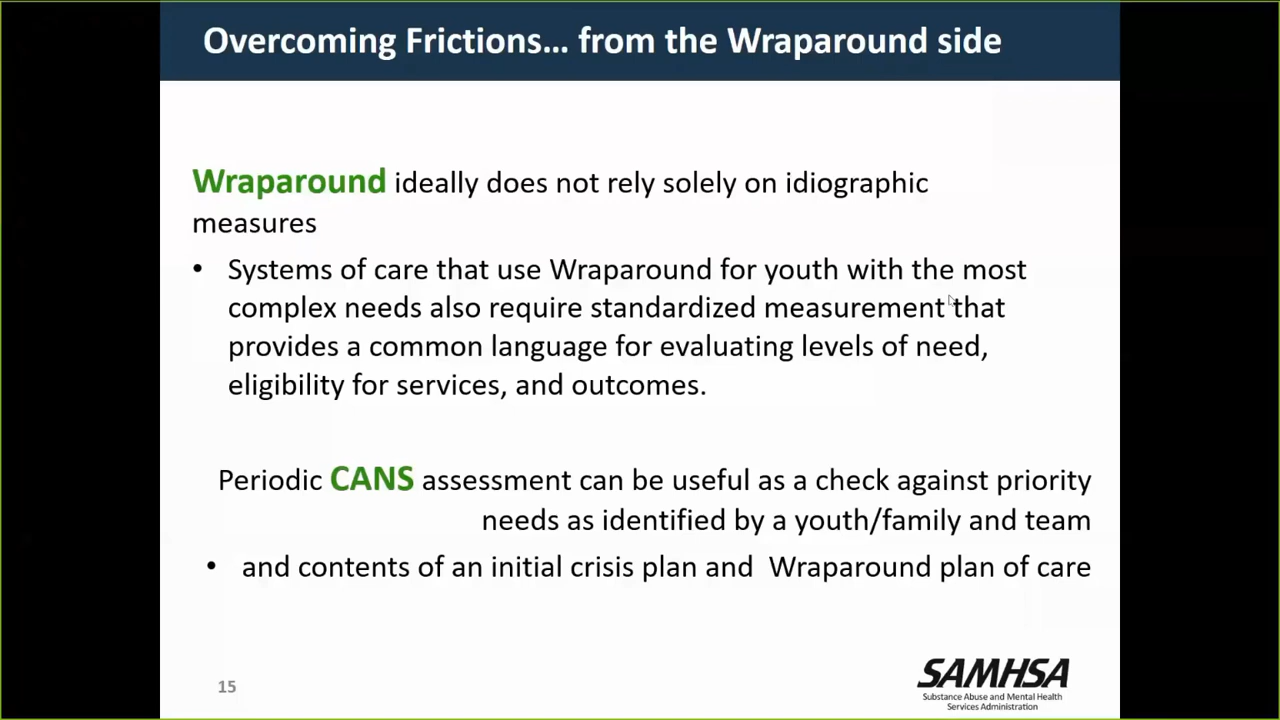 Overcoming Frictions… from the Wraparound side
Wraparound ideally does not rely solely on idiographic
measures
• Systems of care that use Wraparound for youth with the most
complex needs also require standardized measurement that
provides a common language for evaluating levels of need,
eligibility for services, and outcomes.
Periodic CANS assessment can be useful as a check against priority
needs as identified by a youth/family and team
• and contents of an initial crisis plan and Wraparound plan of care
15
SAMHSA
Substance Abuse and Mental Health
Services Administration